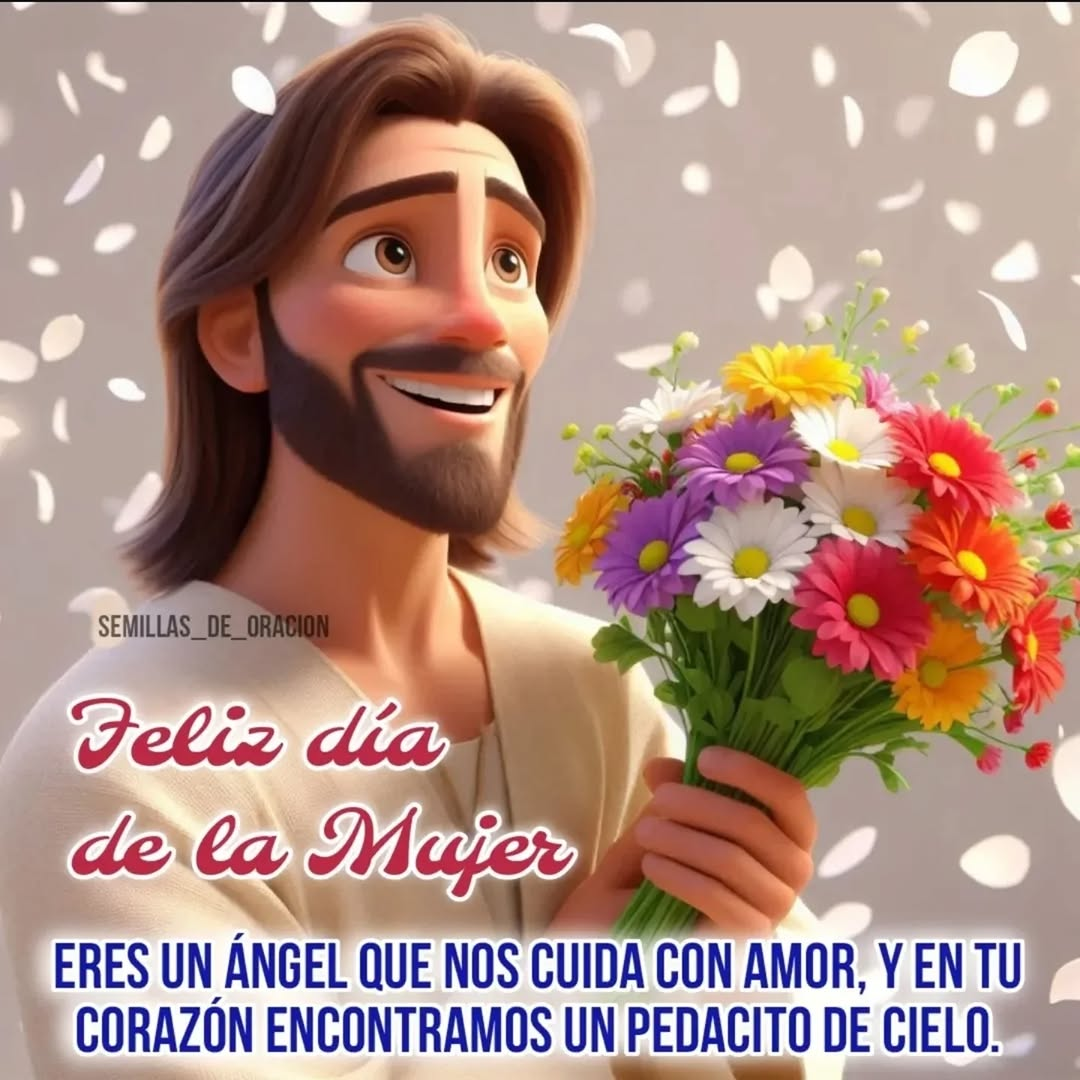 SEMILLAS_DE_ORACION
Feliz día
de la Mujer
ERES UN ÁNGEL QUE NOS CUIDA CON AMOR, Y EN TU
CORAZÓN ENCONTRAMOS UN PEDACITO DE CIELO.